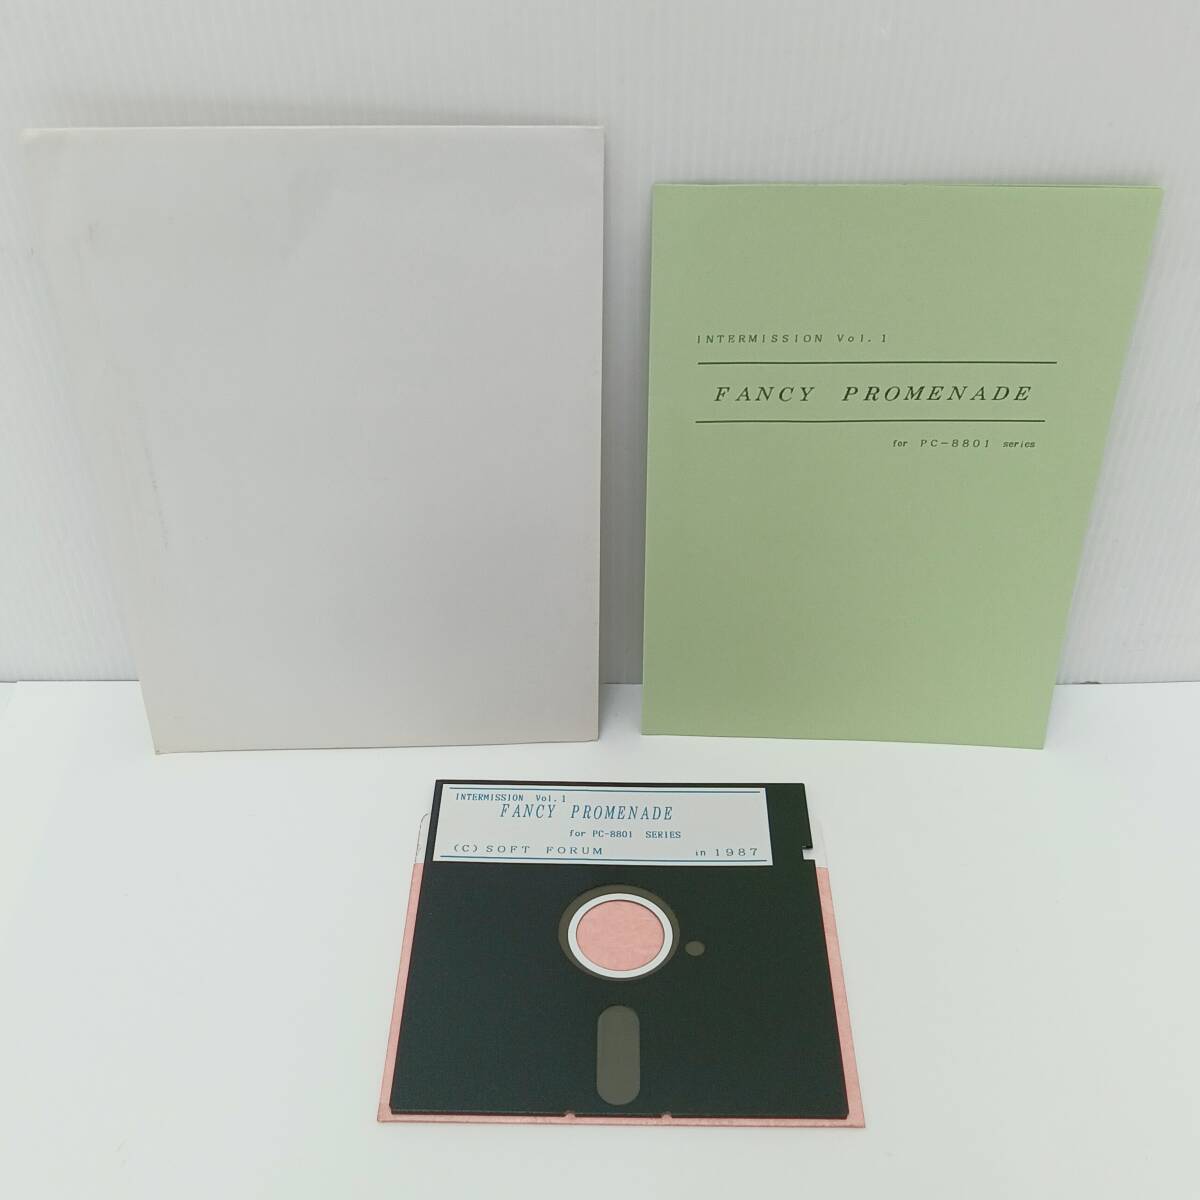 INTERMISSION Vol.1
FANCY PROMENADE
for PC-8801 series
INTERMISSION Vol.1
FANCY PROMENADE
for PC-8801 SERIES
(C) SOFT FORUM in 1987